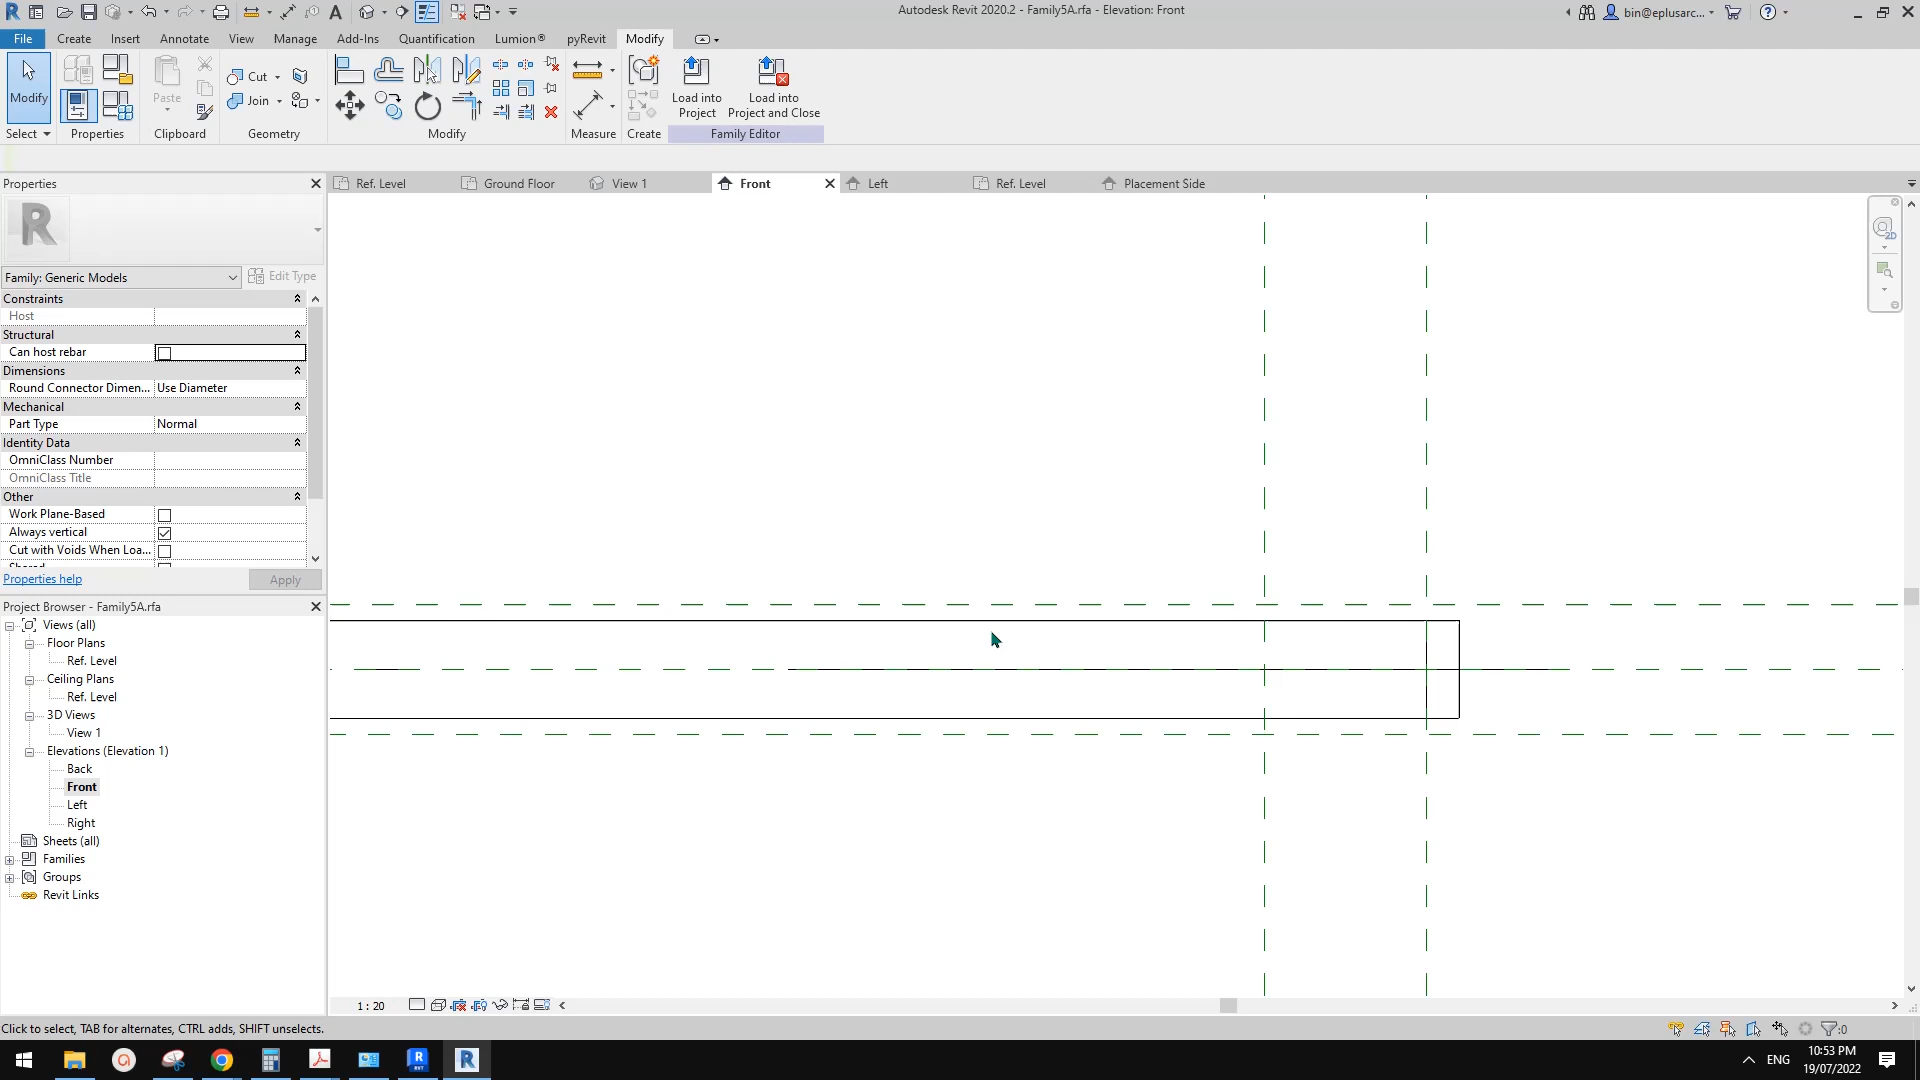 Autodesk Revit 2020.2 - Family5A.rfa - Elevation: Front
bin@eplusarc...
File Create Insert Annotate View Manage Add-Ins Quantification Lumion® pyRevit Modify
Modify
Paste
Cut
Join
Load into
Project
Load into
Project and Close
Select Properties Clipboard Geometry Modify Measure Create Family Editor
Properties
Ref. Level Ground Floor View 1 Front Left Ref. Level Placement Side
2D
Family: Generic Models Edit Type
Constraints
Host
Structural
Can host rebar
Dimensions
Round Connector Dimen... Use Diameter
Mechanical
Part Type Normal
Identity Data
OmniClass Number
OmniClass Title
Other
Work Plane-Based
Always vertical
Cut with Voids When Loa...
Properties help Apply
Project Browser - Family5A.rfa
Views (all)
Floor Plans
Ref. Level
Ceiling Plans
Ref. Level
3D Views
View 1
Elevations (Elevation 1)
Back
Front
Left
Right
Sheets (all)
Families
Groups
Revit Links
1 : 20
Click to select, TAB for alternates, CTRL adds, SHIFT unselects.
:0
ENG
10:53 PM
19/07/2022